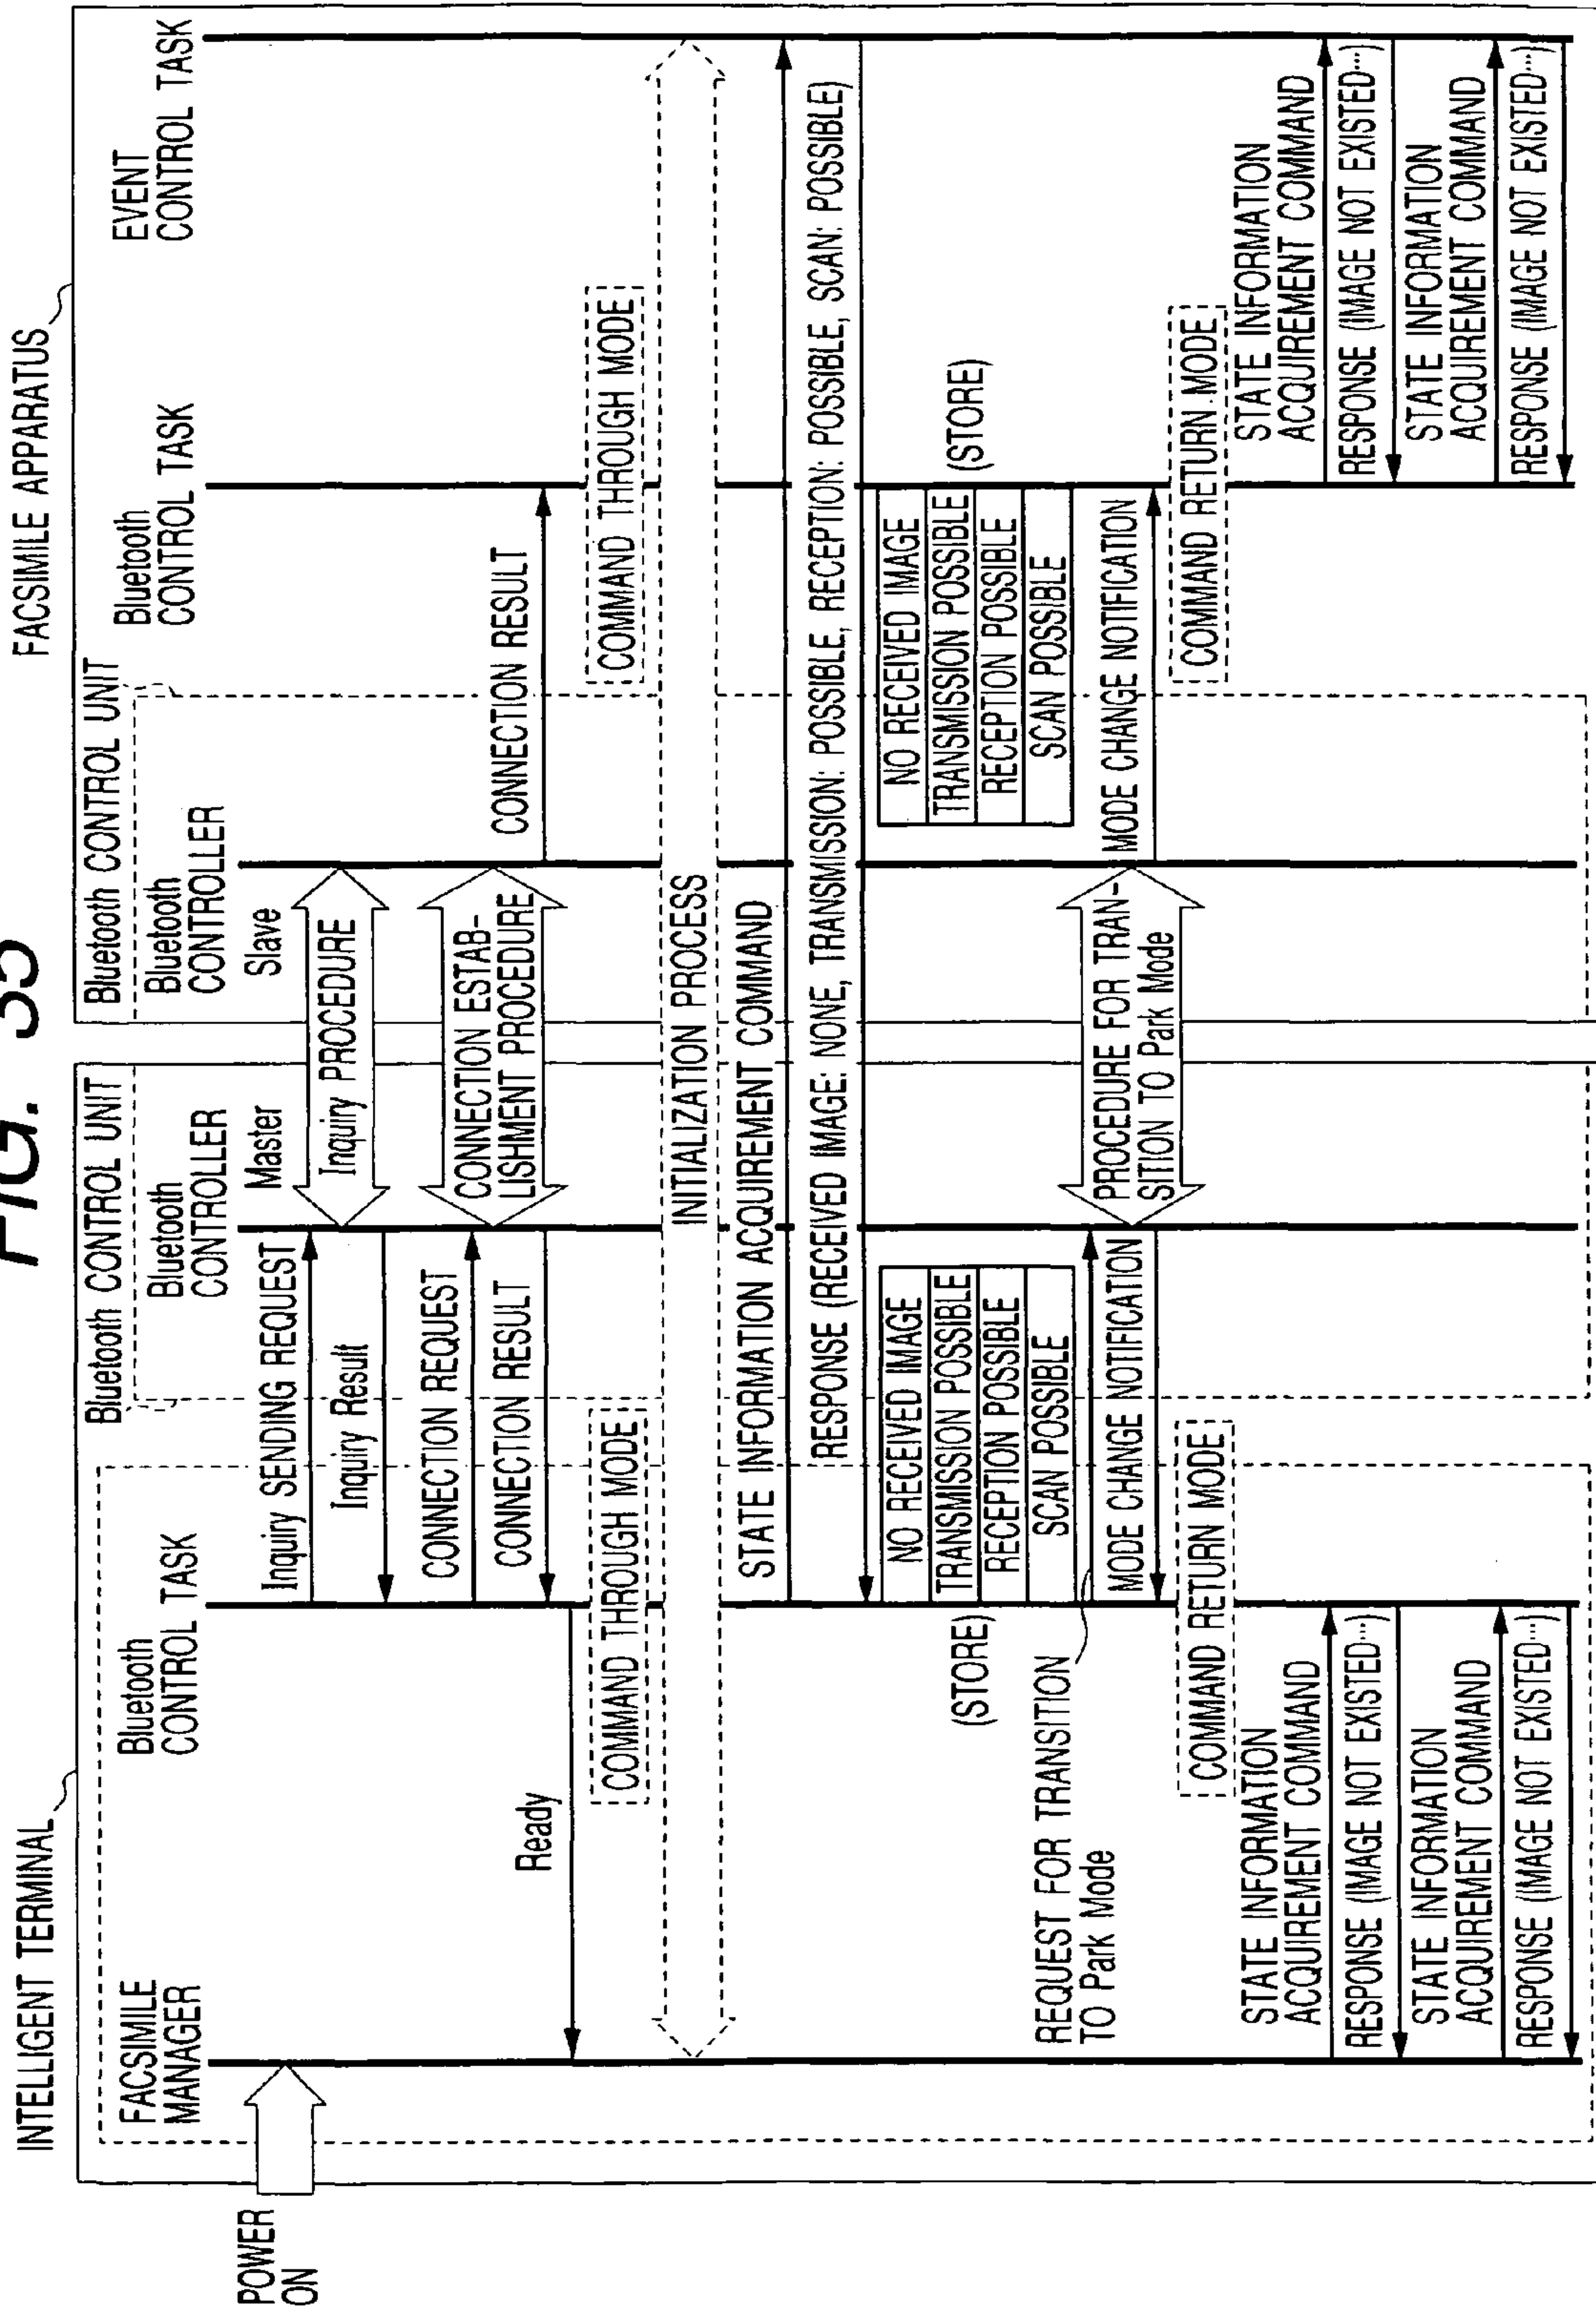 FIG. 35
INTELLIGENT TERMINAL
FACSIMILE APPARATUS
Bluetooth CONTROL UNIT
Bluetooth CONTROL UNIT
FACSIMILE
MANAGER
Bluetooth
CONTROL TASK
Bluetooth
CONTROLLER
Master
Bluetooth
CONTROLLER
Slave
Bluetooth
CONTROL TASK
EVENT
CONTROL TASK
POWER
ON
Inquiry SENDING REQUEST
Inquiry PROCEDURE
Inquiry Result
CONNECTION REQUEST
CONNECTION ESTAB-
LISHMENT PROCEDURE
CONNECTION RESULT
CONNECTION RESULT
Ready
COMMAND THROUGH MODE
COMMAND THROUGH MODE
INITIALIZATION PROCESS
STATE INFORMATION ACQUIREMENT COMMAND
RESPONSE (RECEIVED IMAGE: NONE, TRANSMISSION: POSSIBLE, RECEPTION: POSSIBLE, SCAN: POSSIBLE)
NO RECEIVED IMAGE
TRANSMISSION POSSIBLE
RECEPTION POSSIBLE
SCAN POSSIBLE
(STORE)
NO RECEIVED IMAGE
TRANSMISSION POSSIBLE
RECEPTION POSSIBLE
SCAN POSSIBLE
(STORE)
REQUEST FOR TRANSITION
TO Park Mode
MODE CHANGE NOTIFICATION
PROCEDURE FOR TRAN-
SITION TO Park Mode
MODE CHANGE NOTIFICATION
COMMAND RETURN MODE
COMMAND RETURN MODE
STATE INFORMATION
ACQUIREMENT COMMAND
RESPONSE (IMAGE NOT EXISTED...)
STATE INFORMATION
ACQUIREMENT COMMAND
RESPONSE (IMAGE NOT EXISTED...)
STATE INFORMATION
ACQUIREMENT COMMAND
RESPONSE (IMAGE NOT EXISTED...)
STATE INFORMATION
ACQUIREMENT COMMAND
RESPONSE (IMAGE NOT EXISTED...)